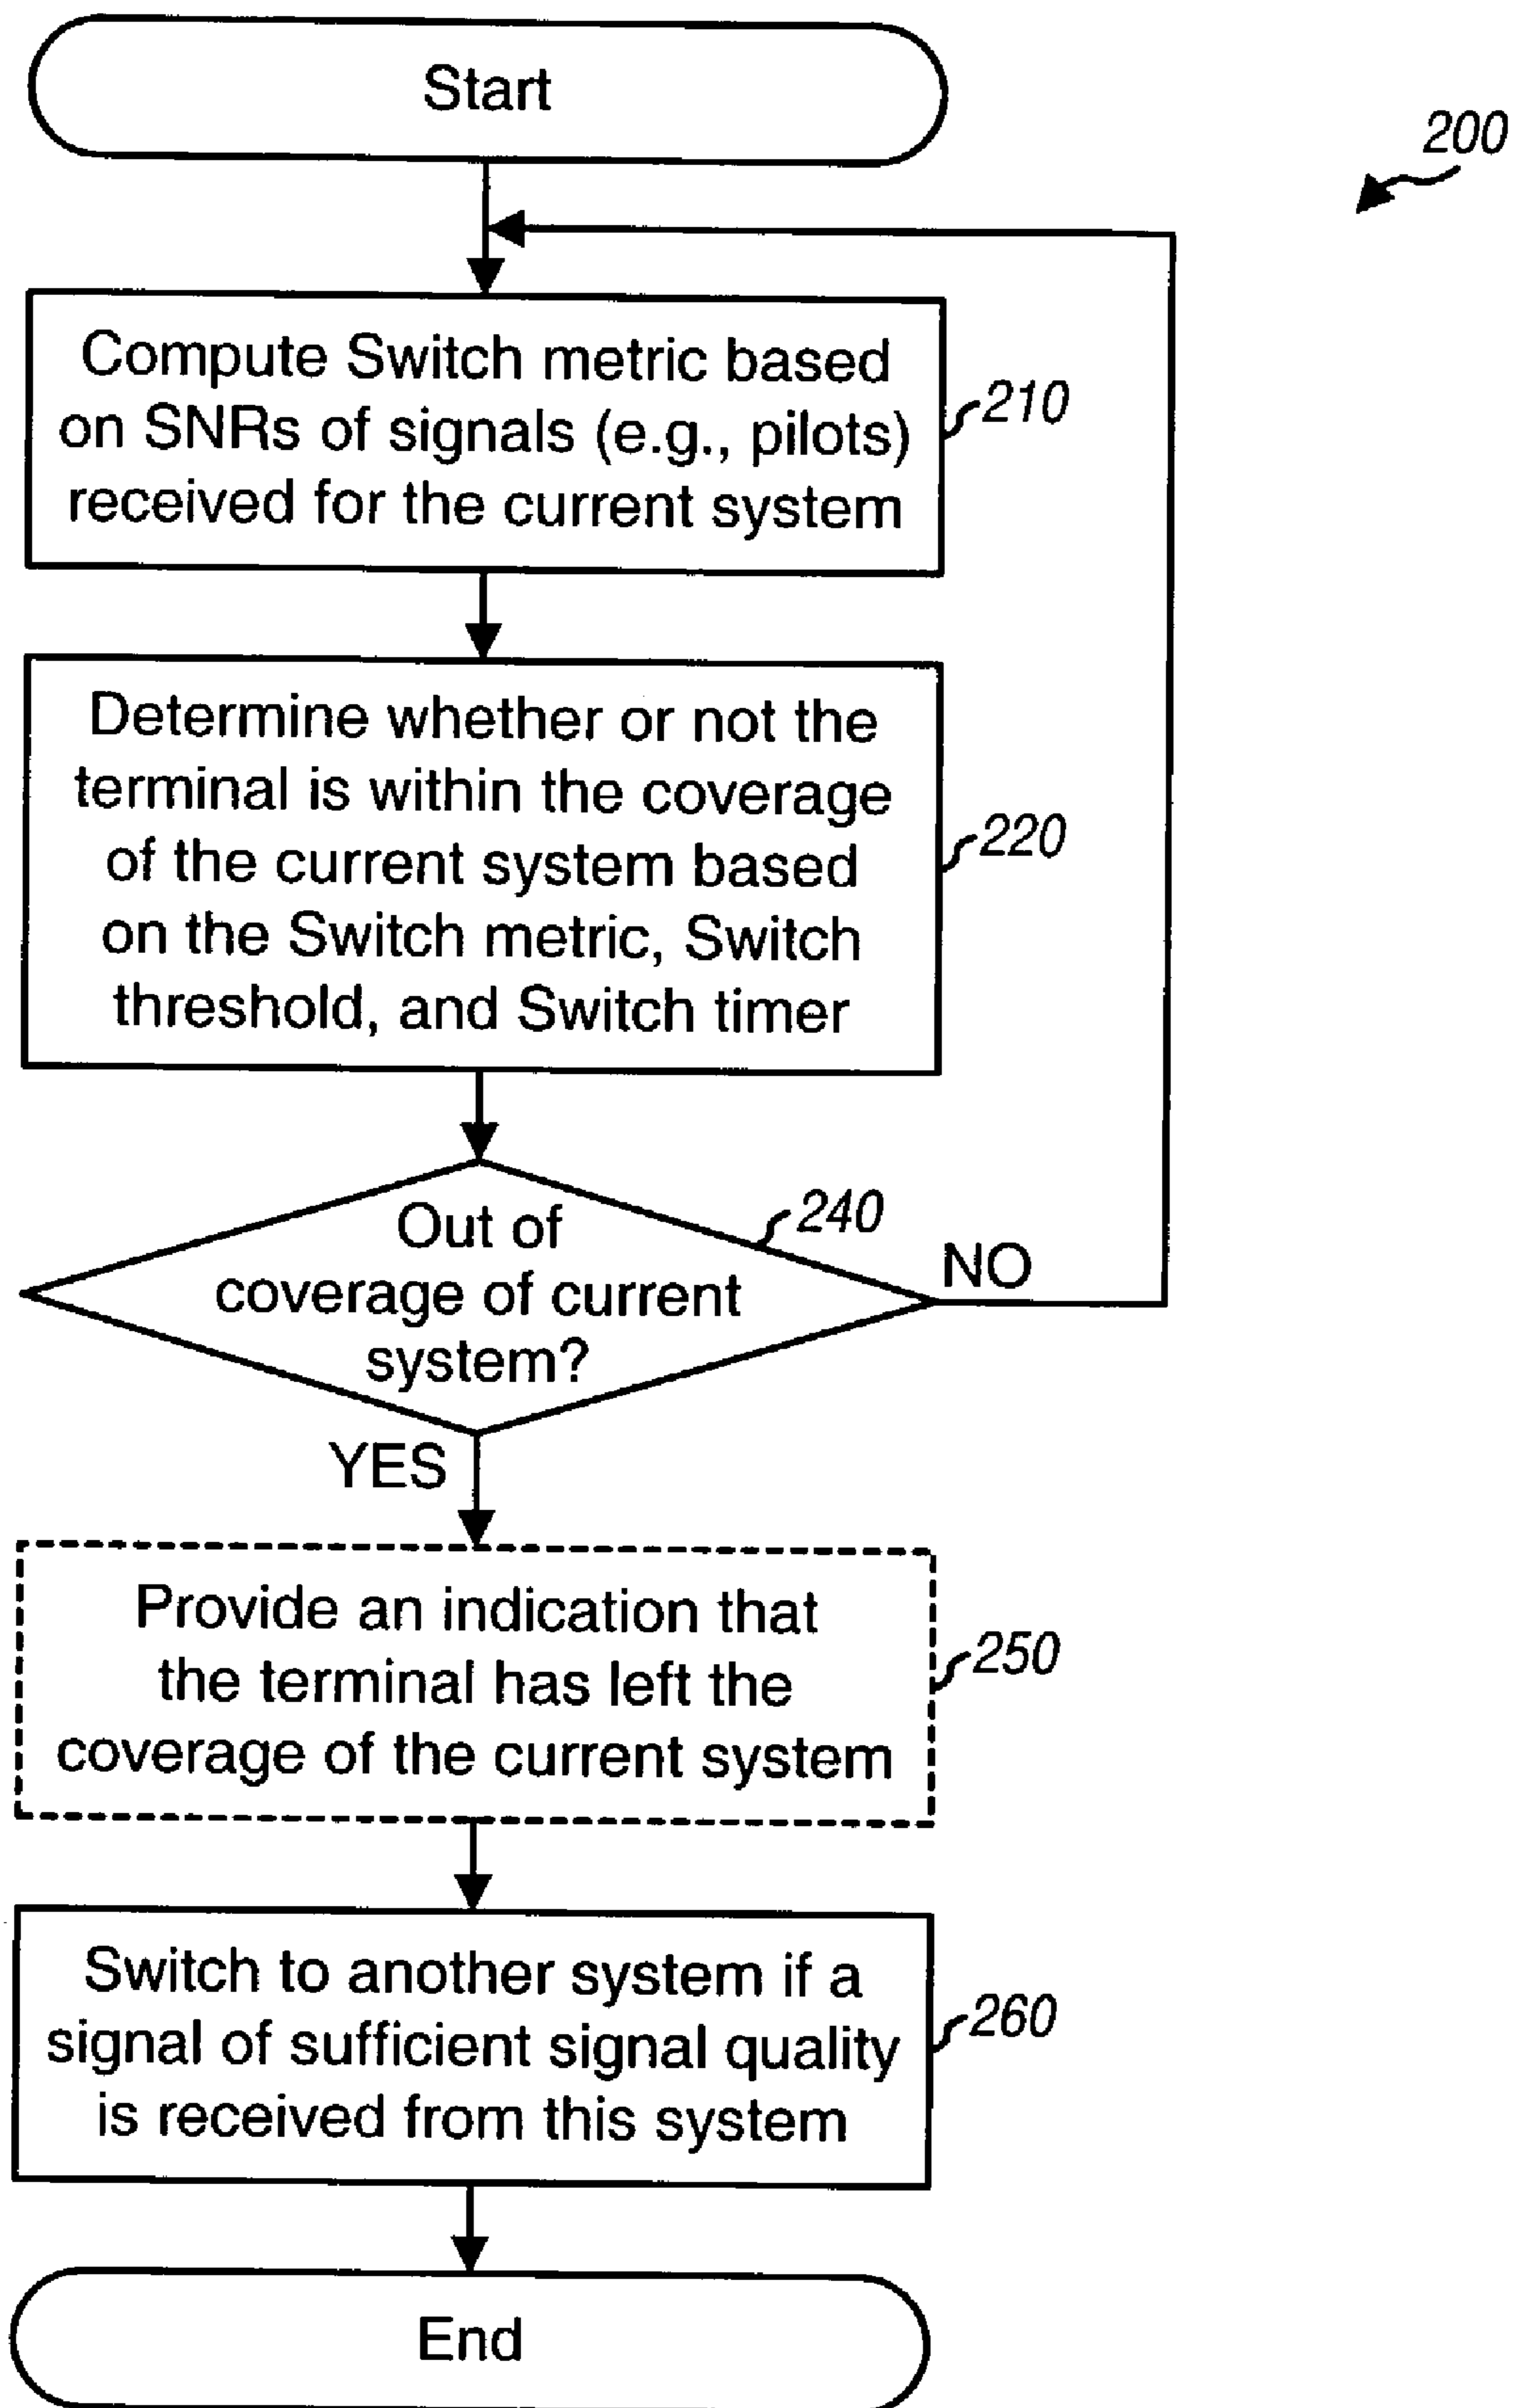 Start
200
Compute Switch metric based
on SNRs of signals (e.g., pilots)
received for the current system
210
Determine whether or not the
terminal is within the coverage
of the current system based
on the Switch metric, Switch
threshold, and Switch timer
220
Out of
coverage of current
system?
240
NO
YES
Provide an indication that
the terminal has left the
coverage of the current system
250
Switch to another system if a
signal of sufficient signal quality
is received from this system
260
End